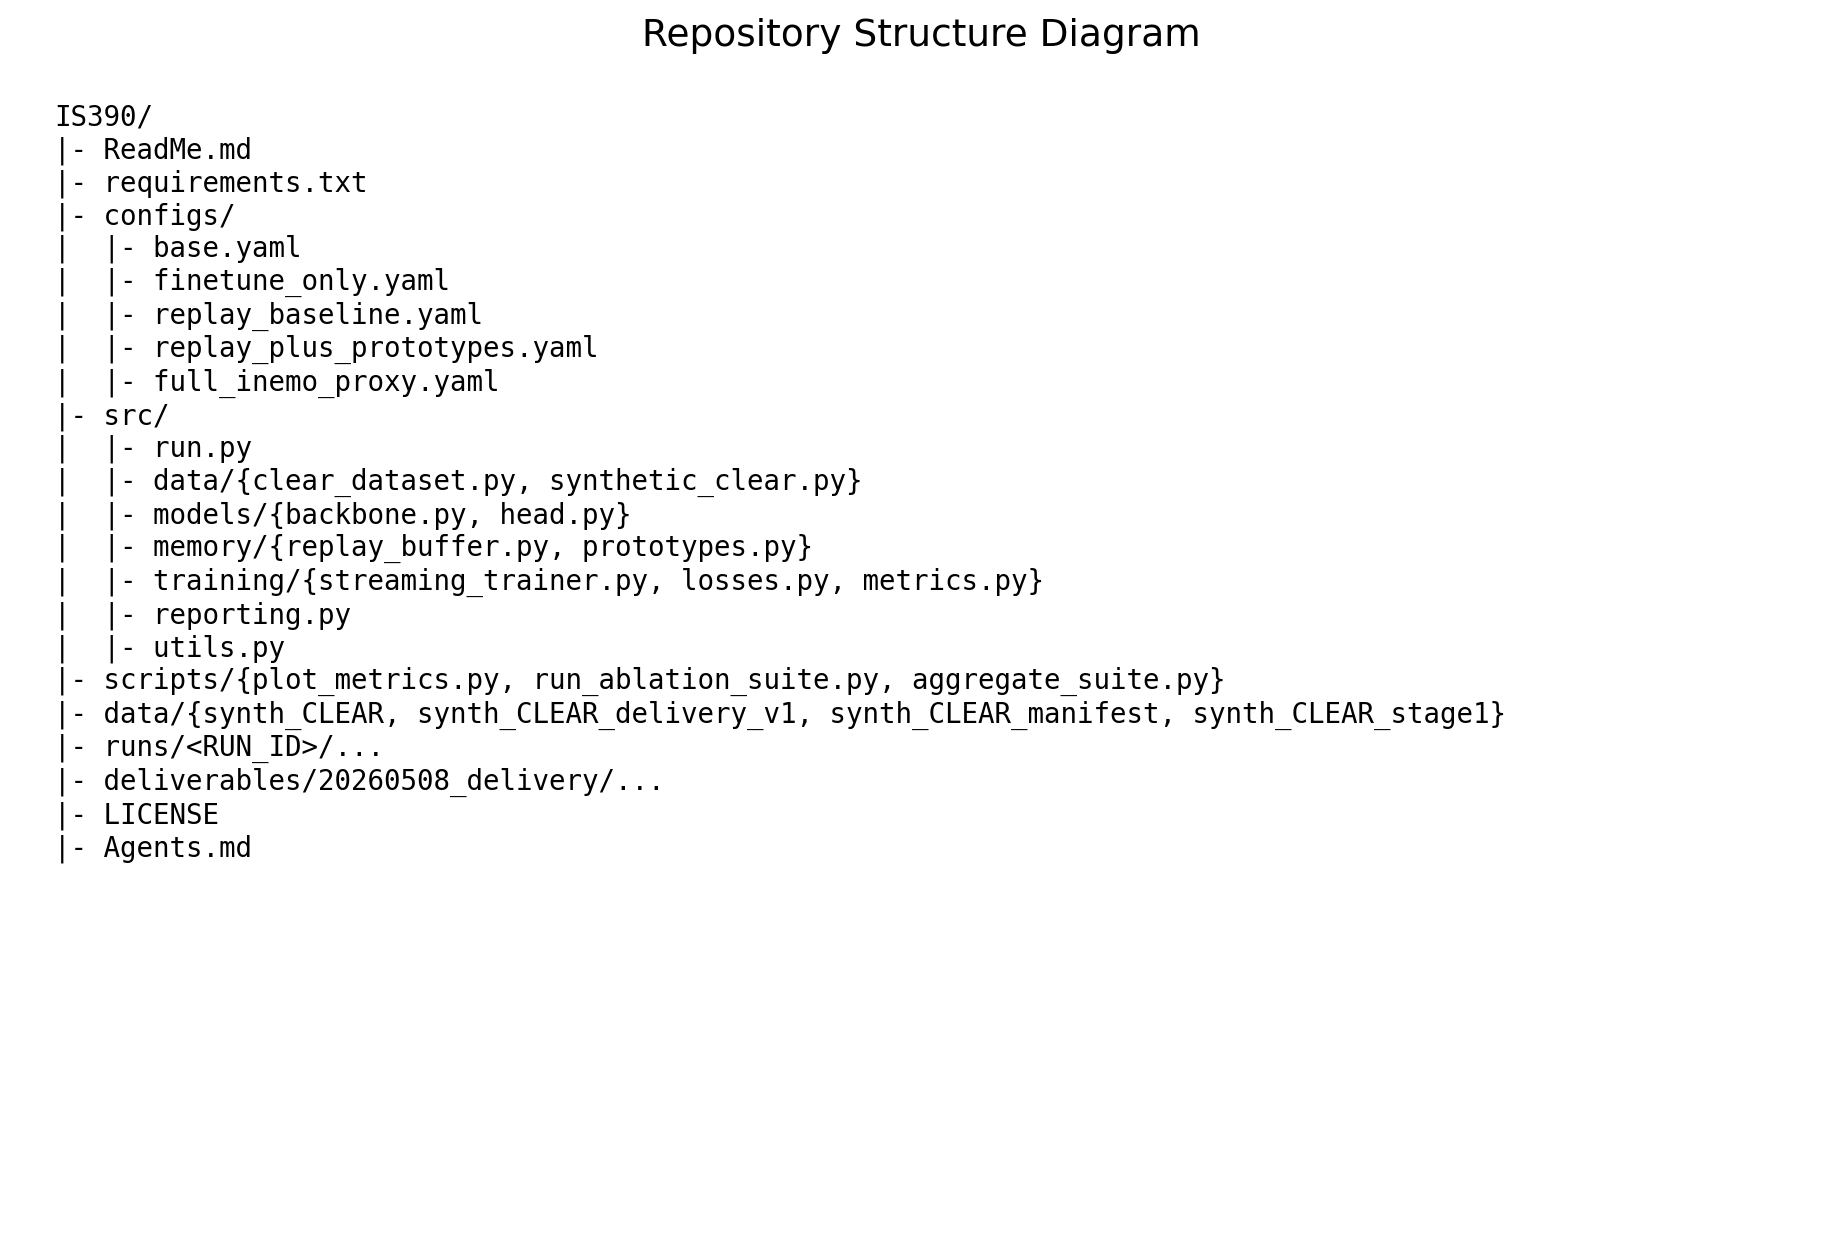 Repository Structure Diagram
IS390/
|- ReadMe.md
|- requirements.txt
|- configs/
|  |- base.yaml
|  |- finetune_only.yaml
|  |- replay_baseline.yaml
|  |- replay_plus_prototypes.yaml
|  |- full_inemo_proxy.yaml
|- src/
|  |- run.py
|  |- data/{clear_dataset.py, synthetic_clear.py}
|  |- models/{backbone.py, head.py}
|  |- memory/{replay_buffer.py, prototypes.py}
|  |- training/{streaming_trainer.py, losses.py, metrics.py}
|  |- reporting.py
|  |- utils.py
|- scripts/{plot_metrics.py, run_ablation_suite.py, aggregate_suite.py}
|- data/{synth_CLEAR, synth_CLEAR_delivery_v1, synth_CLEAR_manifest, synth_CLEAR_stage1}
|- runs/<RUN_ID>/...
|- deliverables/20260508_delivery/...
|- LICENSE
|- Agents.md